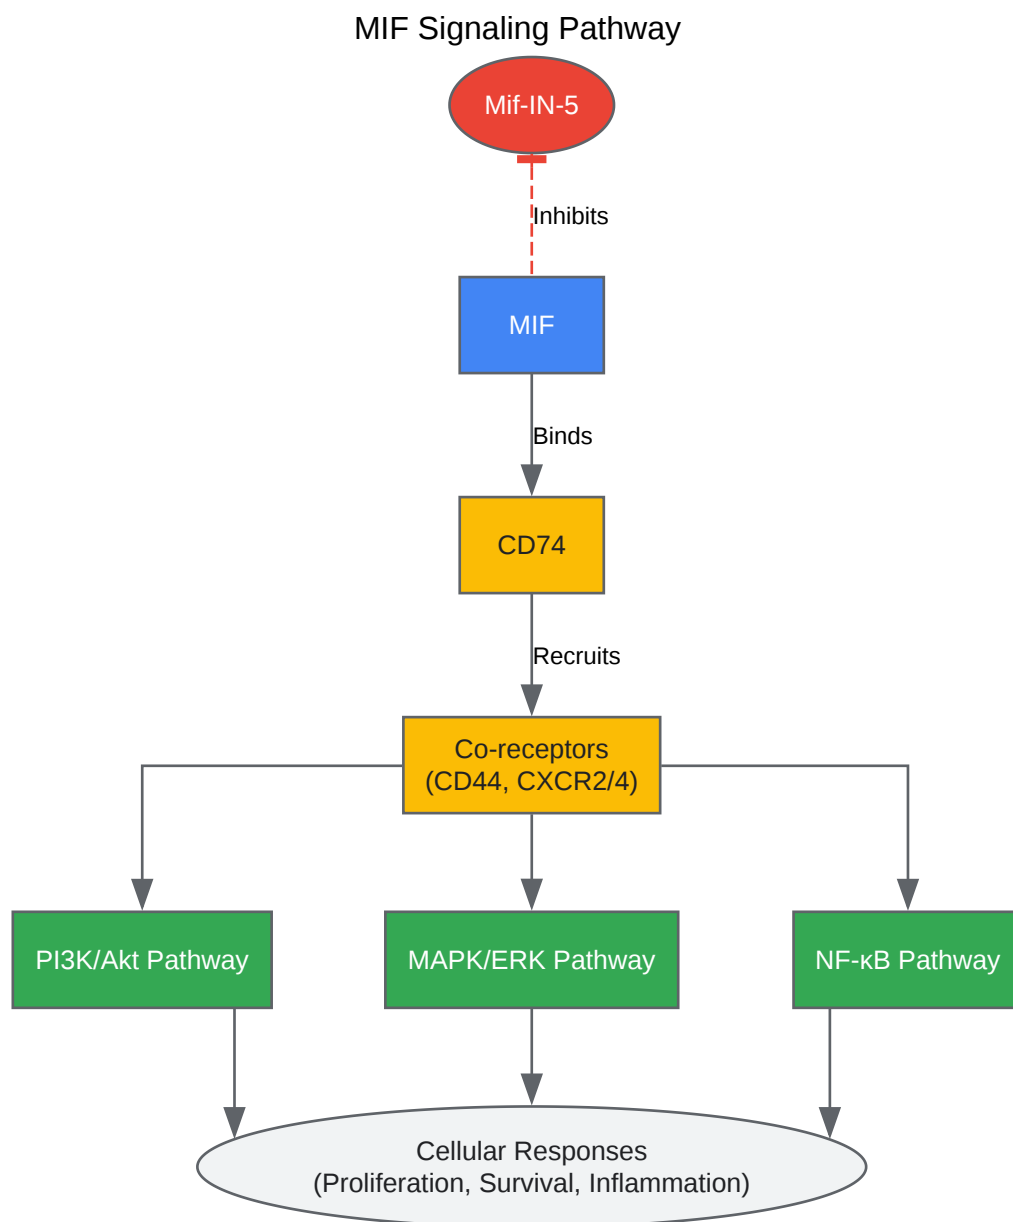 MIF Signaling Pathway
Mif-IN-5
Inhibits
MIF
Binds
CD74
Recruits
Co-receptors
(CD44, CXCR2/4)
PI3K/Akt Pathway
MAPK/ERK Pathway
NF-κB Pathway
Cellular Responses
(Proliferation, Survival, Inflammation)